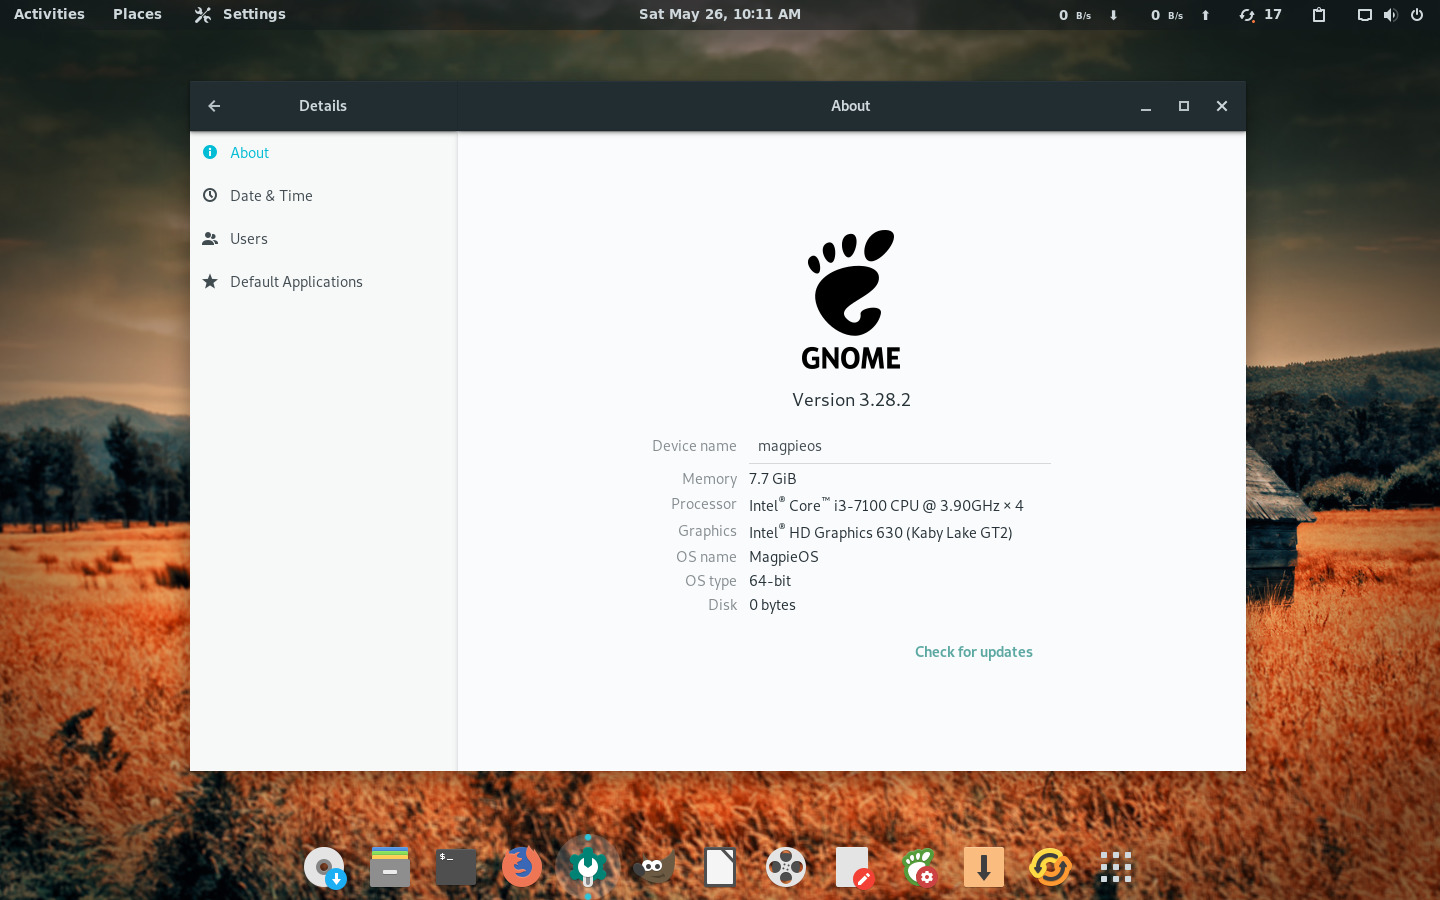 Activities Places Settings Sat May 26, 10:11 AM 0 B/s 0 B/s 17
Details
About
About
Date & Time
Users
Default Applications
GNOME
Version 3.28.2
Device name magpieos
Memory 7.7 GiB
Processor Intel® Core™ i3-7100 CPU @ 3.90GHz × 4
Graphics Intel® HD Graphics 630 (Kaby Lake GT2)
OS name MagpieOS
OS type 64-bit
Disk 0 bytes
Check for updates
$_